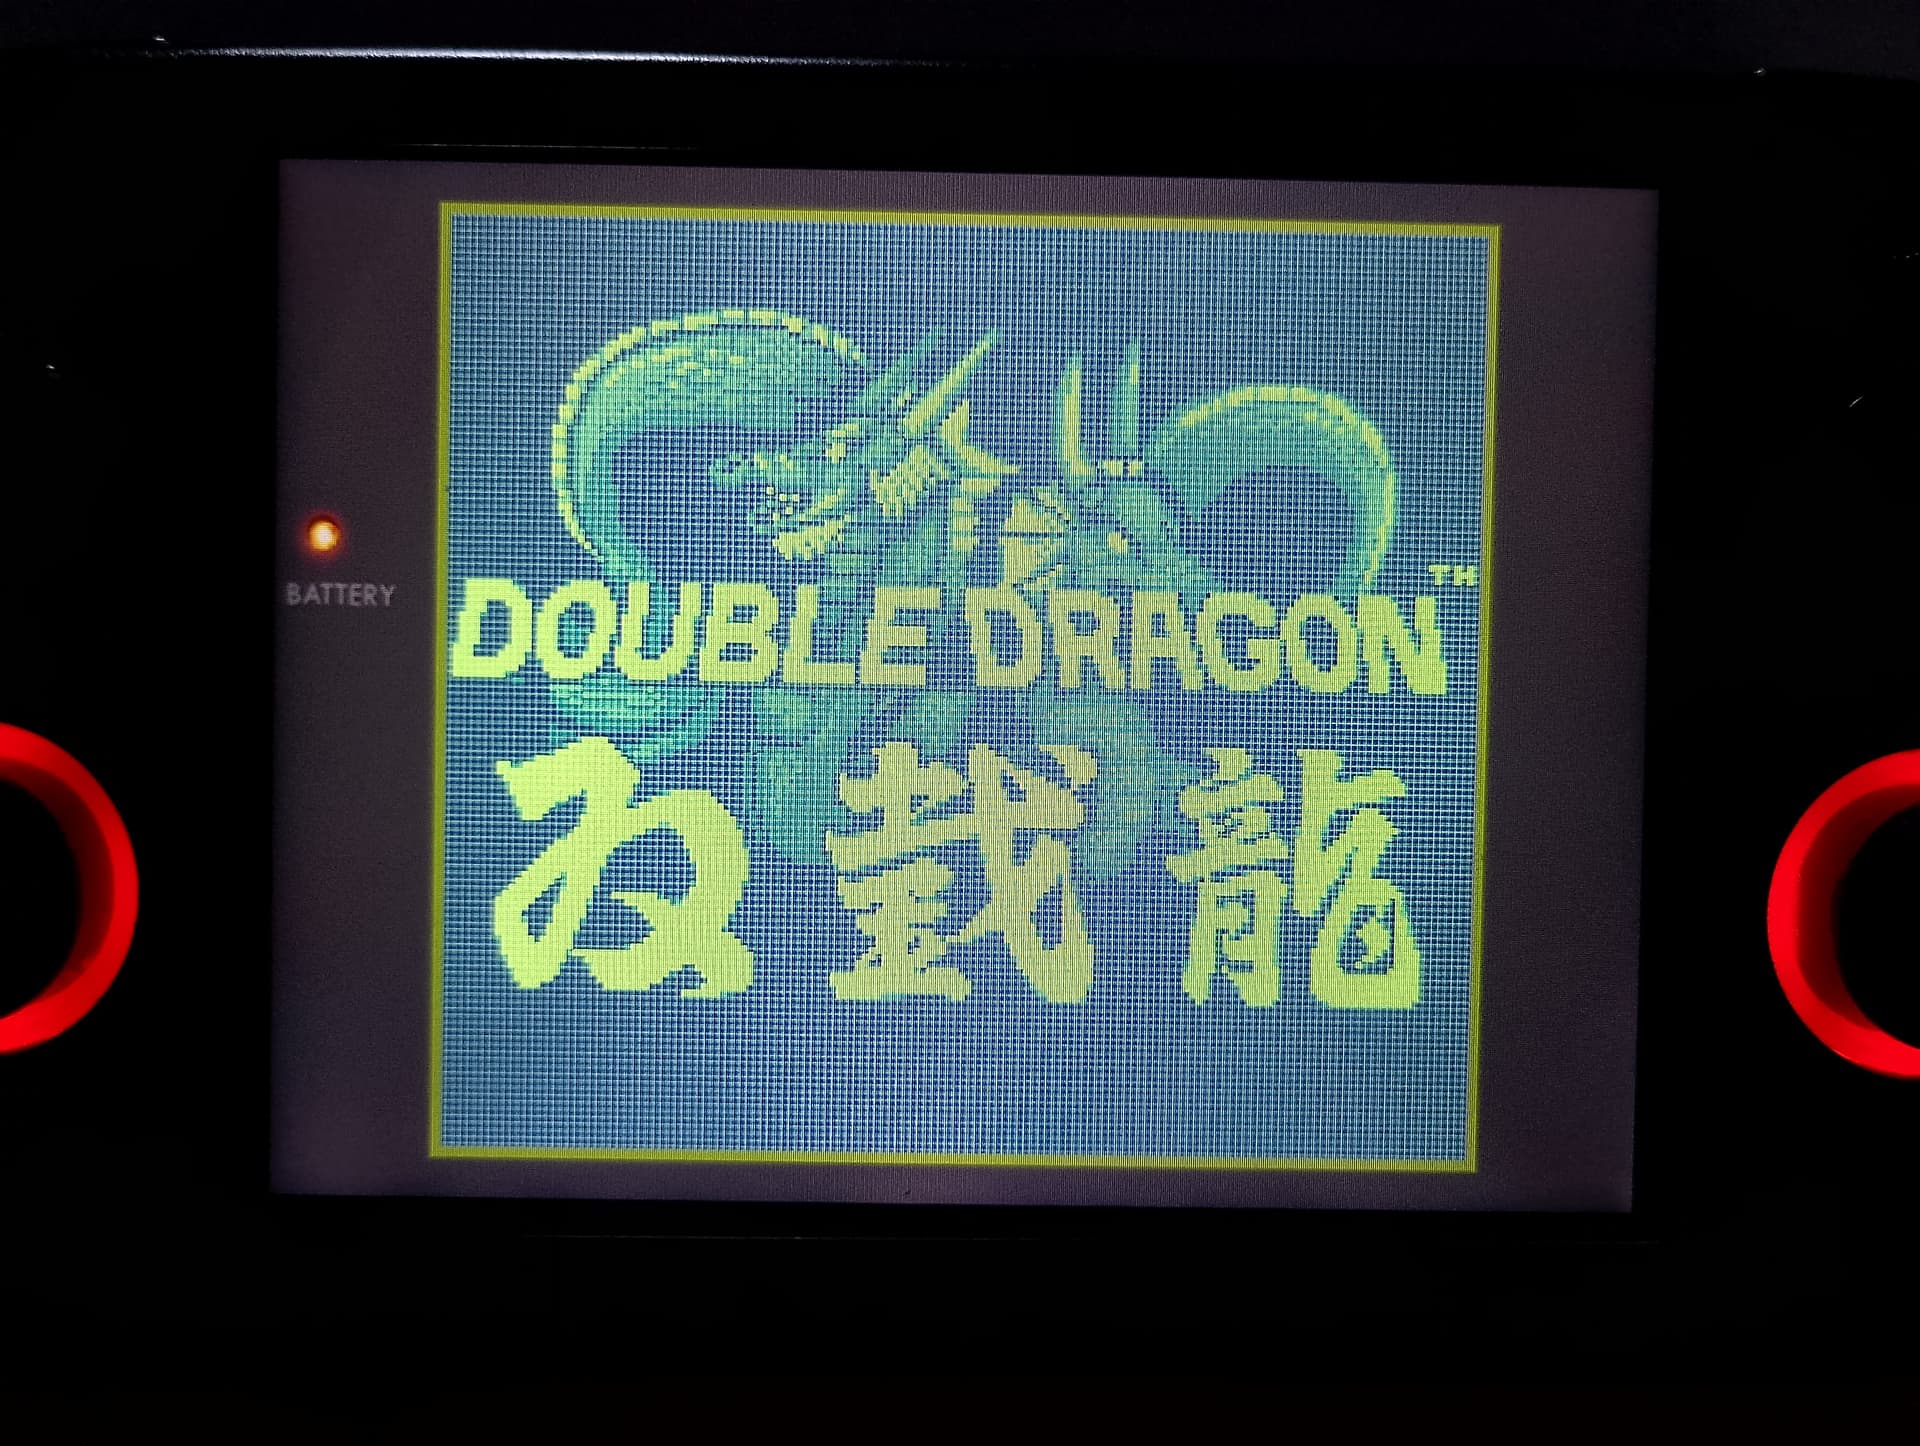 BATTERY
DOUBLE DRAGON™
双截龍